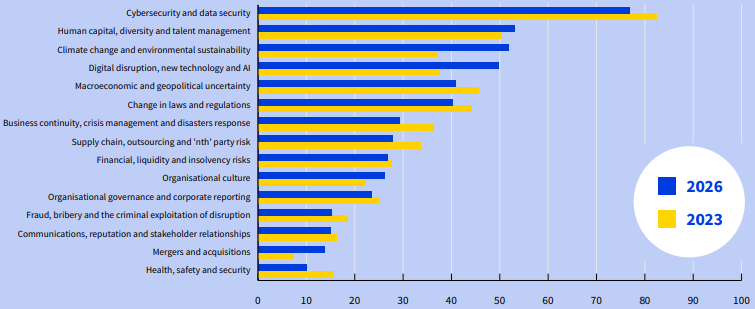 Cybersecurity and data security
Human capital, diversity and talent management
Climate change and environmental sustainability
Digital disruption, new technology and AI
Macroeconomic and geopolitical uncertainty
Change in laws and regulations
Business continuity, crisis management and disasters response
Supply chain, outsourcing and 'nth' party risk
Financial, liquidity and insolvency risks
Organisational culture
Organisational governance and corporate reporting
Fraud, bribery and the criminal exploitation of disruption
Communications, reputation and stakeholder relationships
Mergers and acquisitions
Health, safety and security
2026
2023
0 10 20 30 40 50 60 70 80 90 100